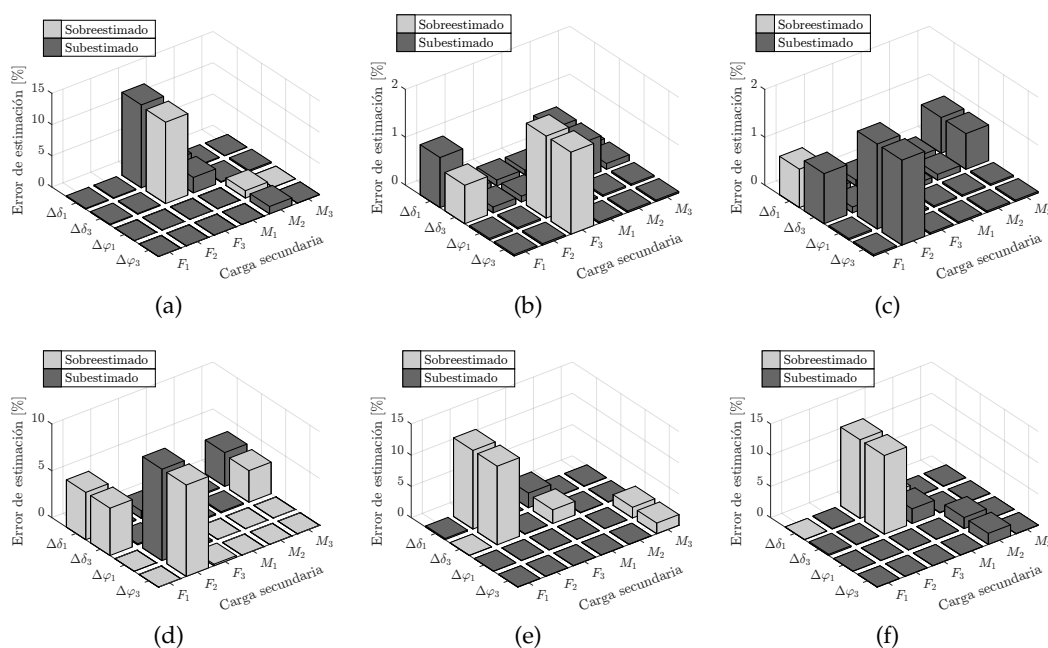 Sobreestimado
Subestimado
Error de estimación [%]
15
10
5
0
Δδ₁
Δδ₃
Δφ₁
Δφ₃
F₁
F₂
F₃
M₁
M₂
M₃
Carga secundaria
(a)
Sobreestimado
Subestimado
Error de estimación [%]
2
1
0
Δδ₁
Δδ₃
Δφ₁
Δφ₃
F₁
F₂
F₃
M₁
M₂
M₃
Carga secundaria
(b)
Sobreestimado
Subestimado
Error de estimación [%]
2
1
0
Δδ₁
Δδ₃
Δφ₁
Δφ₃
F₁
F₂
F₃
M₁
M₂
M₃
Carga secundaria
(c)
Sobreestimado
Subestimado
Error de estimación [%]
10
5
0
Δδ₁
Δδ₃
Δφ₁
Δφ₃
F₁
F₂
F₃
M₁
M₂
M₃
Carga secundaria
(d)
Sobreestimado
Subestimado
Error de estimación [%]
15
10
5
0
Δδ₁
Δδ₃
Δφ₁
Δφ₃
F₁
F₂
F₃
M₁
M₂
M₃
Carga secundaria
(e)
Sobreestimado
Subestimado
Error de estimación [%]
15
10
5
0
Δδ₁
Δδ₃
Δφ₁
Δφ₃
F₁
F₂
F₃
M₁
M₂
M₃
Carga secundaria
(f)